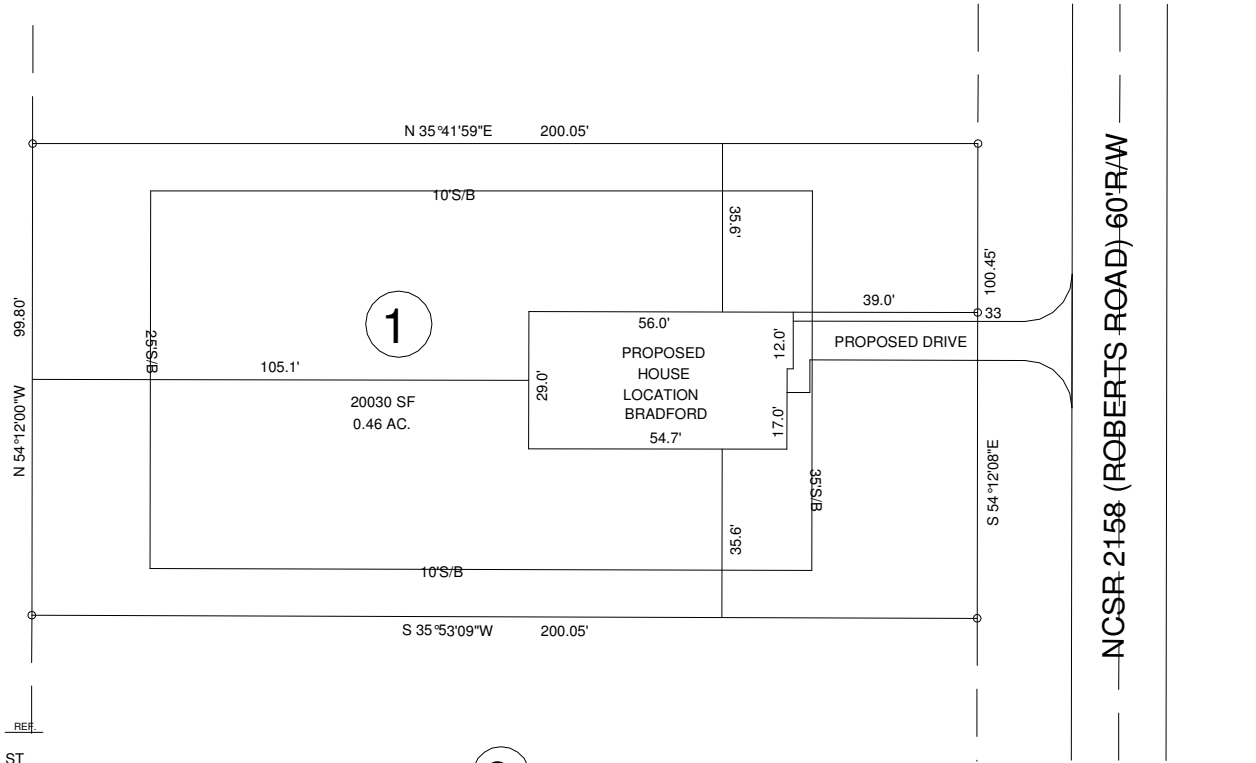 N 35°41'59"E 200.05'
10'S/B
35.6'
100.45'
NCSR 2158 (ROBERTS ROAD) 60'R/W
39.0'
33
99.80'
1
56.0'
12.0'
PROPOSED DRIVE
25'S/B
105.1'
29.0'
PROPOSED
HOUSE
LOCATION
BRADFORD
20030 SF
0.46 AC.
54.7'
17.0'
N 54°12'00"W
S 54°12'08"E
35'S/B
35.6'
10'S/B
S 35°53'09"W 200.05'
REF.
ST